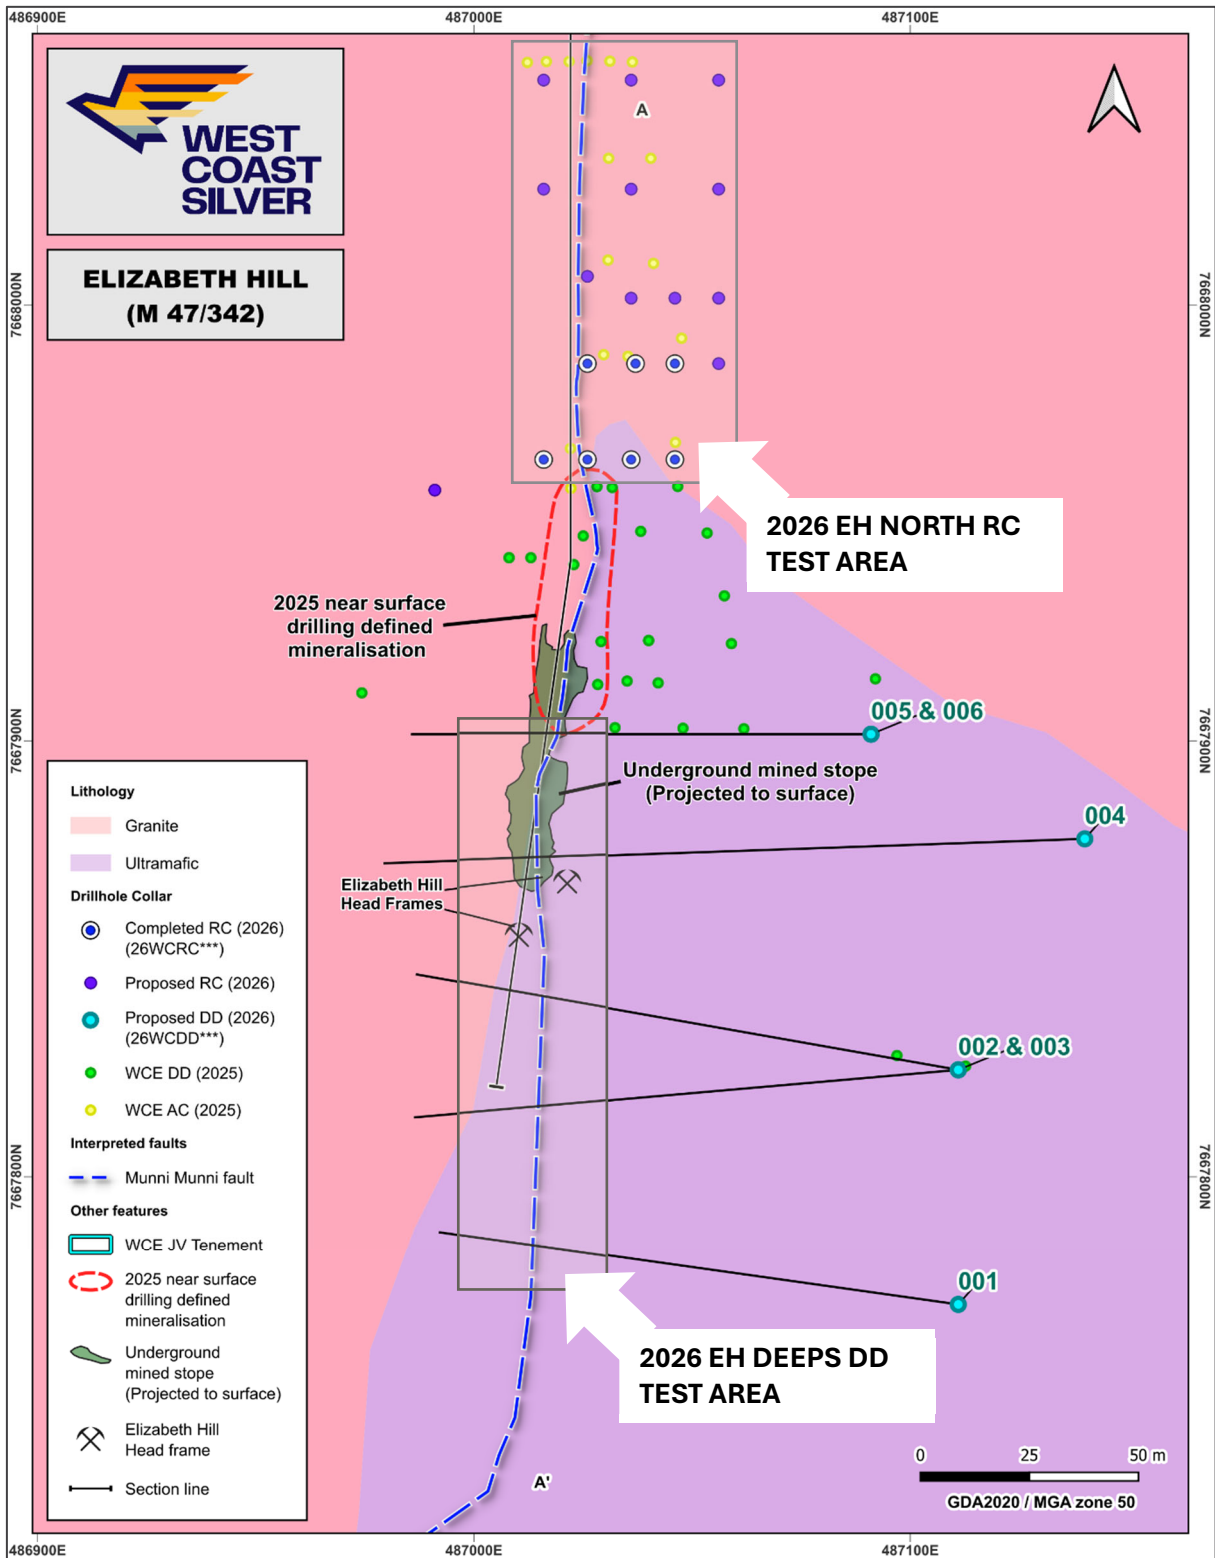 486900E
487000E
487100E
WEST
COAST
SILVER
ELIZABETH HILL
(M 47/342)
A
7668000N
7668000N
2026 EH NORTH RC
TEST AREA
2025 near surface
drilling defined
mineralisation
005 & 006
7667900N
7667900N
Underground mined stope
(Projected to surface)
004
Elizabeth Hill
Head Frames
002 & 003
7667800N
7667800N
001
2026 EH DEEPS DD
TEST AREA
A'
Lithology
Granite
Ultramafic
Drillhole Collar
Completed RC (2026)
(26WCRC***)
Proposed RC (2026)
Proposed DD (2026)
(26WCDD***)
WCE DD (2025)
WCE AC (2025)
Interpreted faults
Munni Munni fault
Other features
WCE JV Tenement
2025 near surface
drilling defined
mineralisation
Underground
mined stope
(Projected to surface)
Elizabeth Hill
Head frame
Section line
0 25 50 m
GDA2020 / MGA zone 50
486900E
487000E
487100E